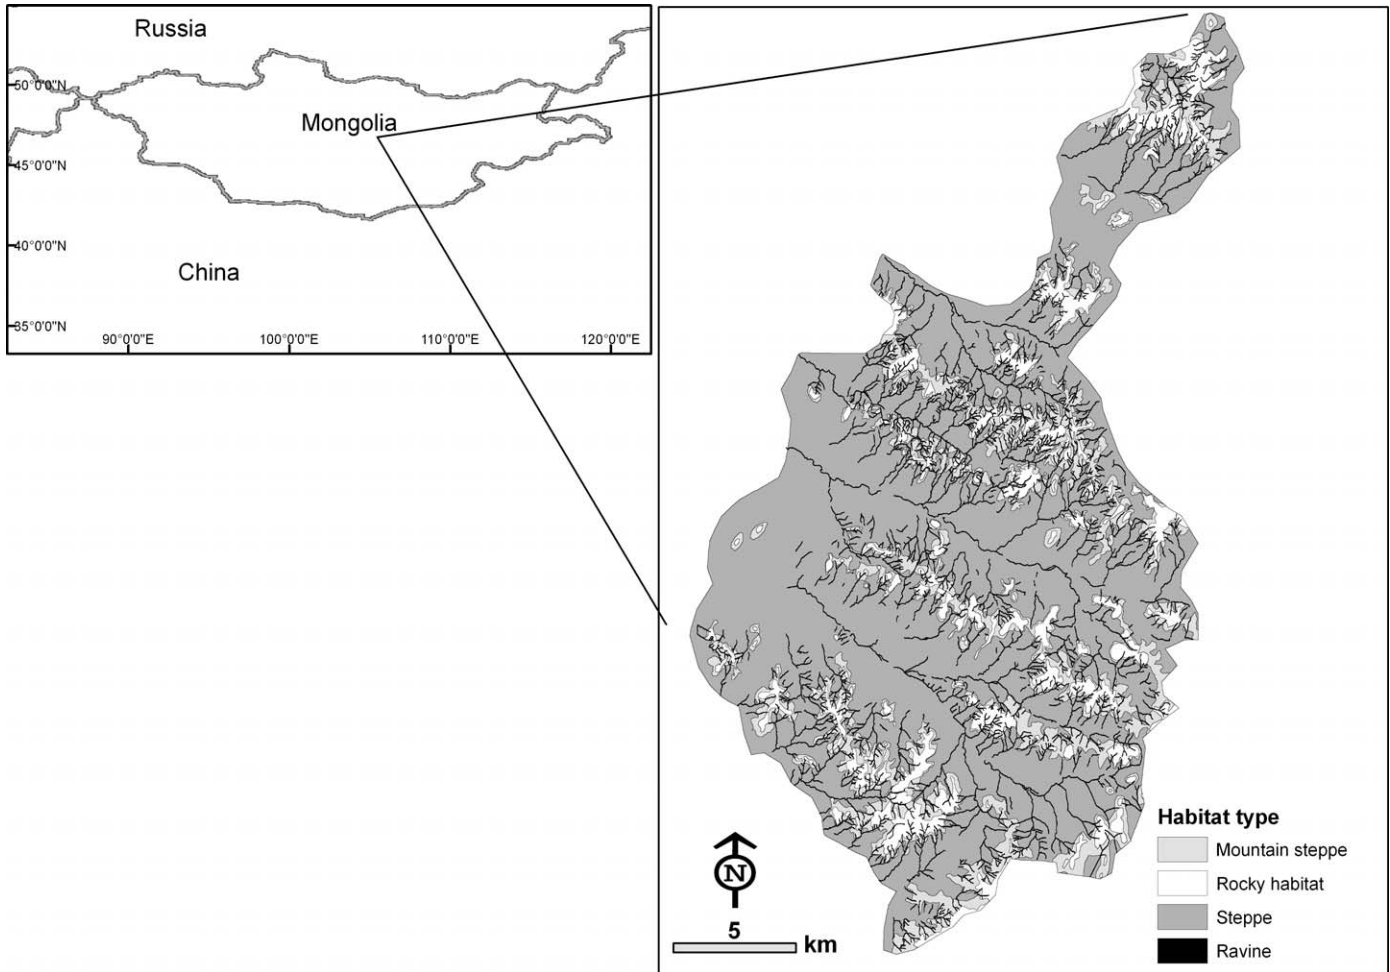 Russia
50°0'0"N
Mongolia
45°0'0"N
40°0'0"N
China
35°0'0"N
90°0'0"E
100°0'0"E
110°0'0"E
120°0'0"E
Habitat type
Mountain steppe
Rocky habitat
Steppe
Ravine
N
5
km